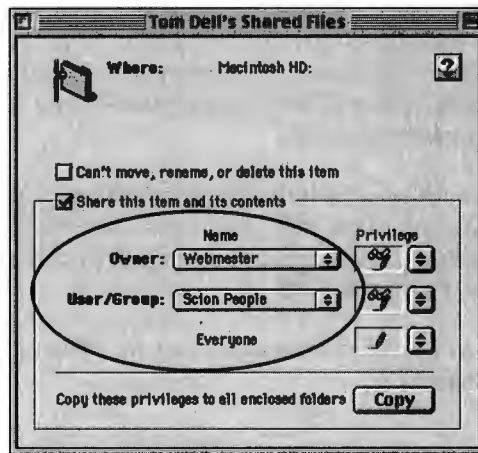 Tom Dell's Shared Files
Where: Macintosh HD:
Can't move, rename, or delete this item
Share this item and its contents
Name Privilege
Owner: Webmaster
User/Group: Scion People
Everyone
Copy these privileges to all enclosed folders Copy